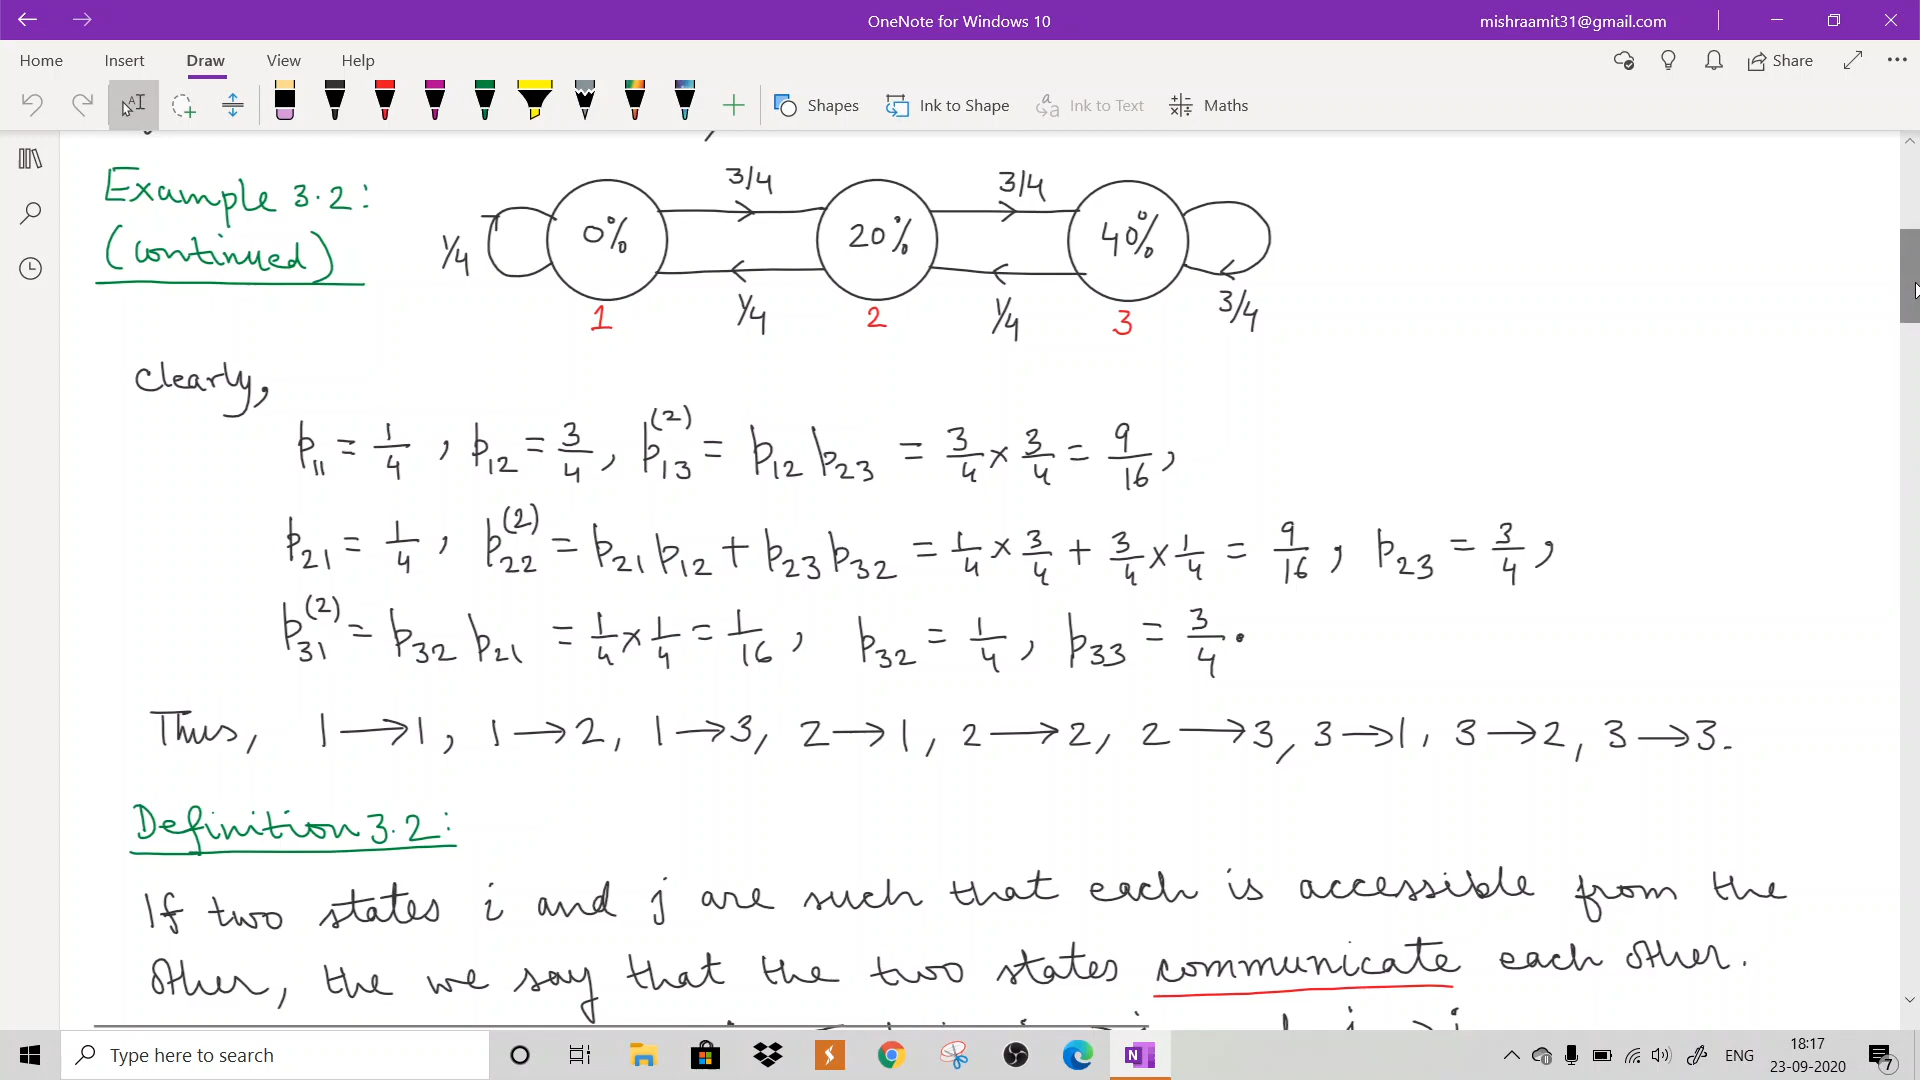 OneNote for Windows 10
mishraamit31@gmail.com
Home Insert Draw View Help
Share
Shapes Ink to Shape Ink to Text Maths
Example 3.2:
(continued)
3/4 3/4
1/4 0% 20% 40%
1/4 1/4 3/4
1 2 3
Clearly,
p₁₁ = 1/4 , p₁₂ = 3/4, p₁₃⁽²⁾ = p₁₂ p₂₃ = 3/4 × 3/4 = 9/16,
p₂₁ = 1/4, p₂₂⁽²⁾ = p₂₁ p₁₂ + p₂₃ p₃₂ = 1/4 × 3/4 + 3/4 × 1/4 = 9/16, p₂₃ = 3/4,
p₃₁⁽²⁾ = p₃₂ p₂₁ = 1/4 × 1/4 = 1/16, p₃₂ = 1/4, p₃₃ = 3/4.
Thus, 1 → 1, 1 → 2, 1 → 3, 2 → 1, 2 → 2, 2 → 3, 3 → 1, 3 → 2, 3 → 3.
Definition 3.2:
If two states i and j are such that each is accessible from the
other, the we say that the two states communicate each other.
Type here to search
ENG
18:17
23-09-2020
7